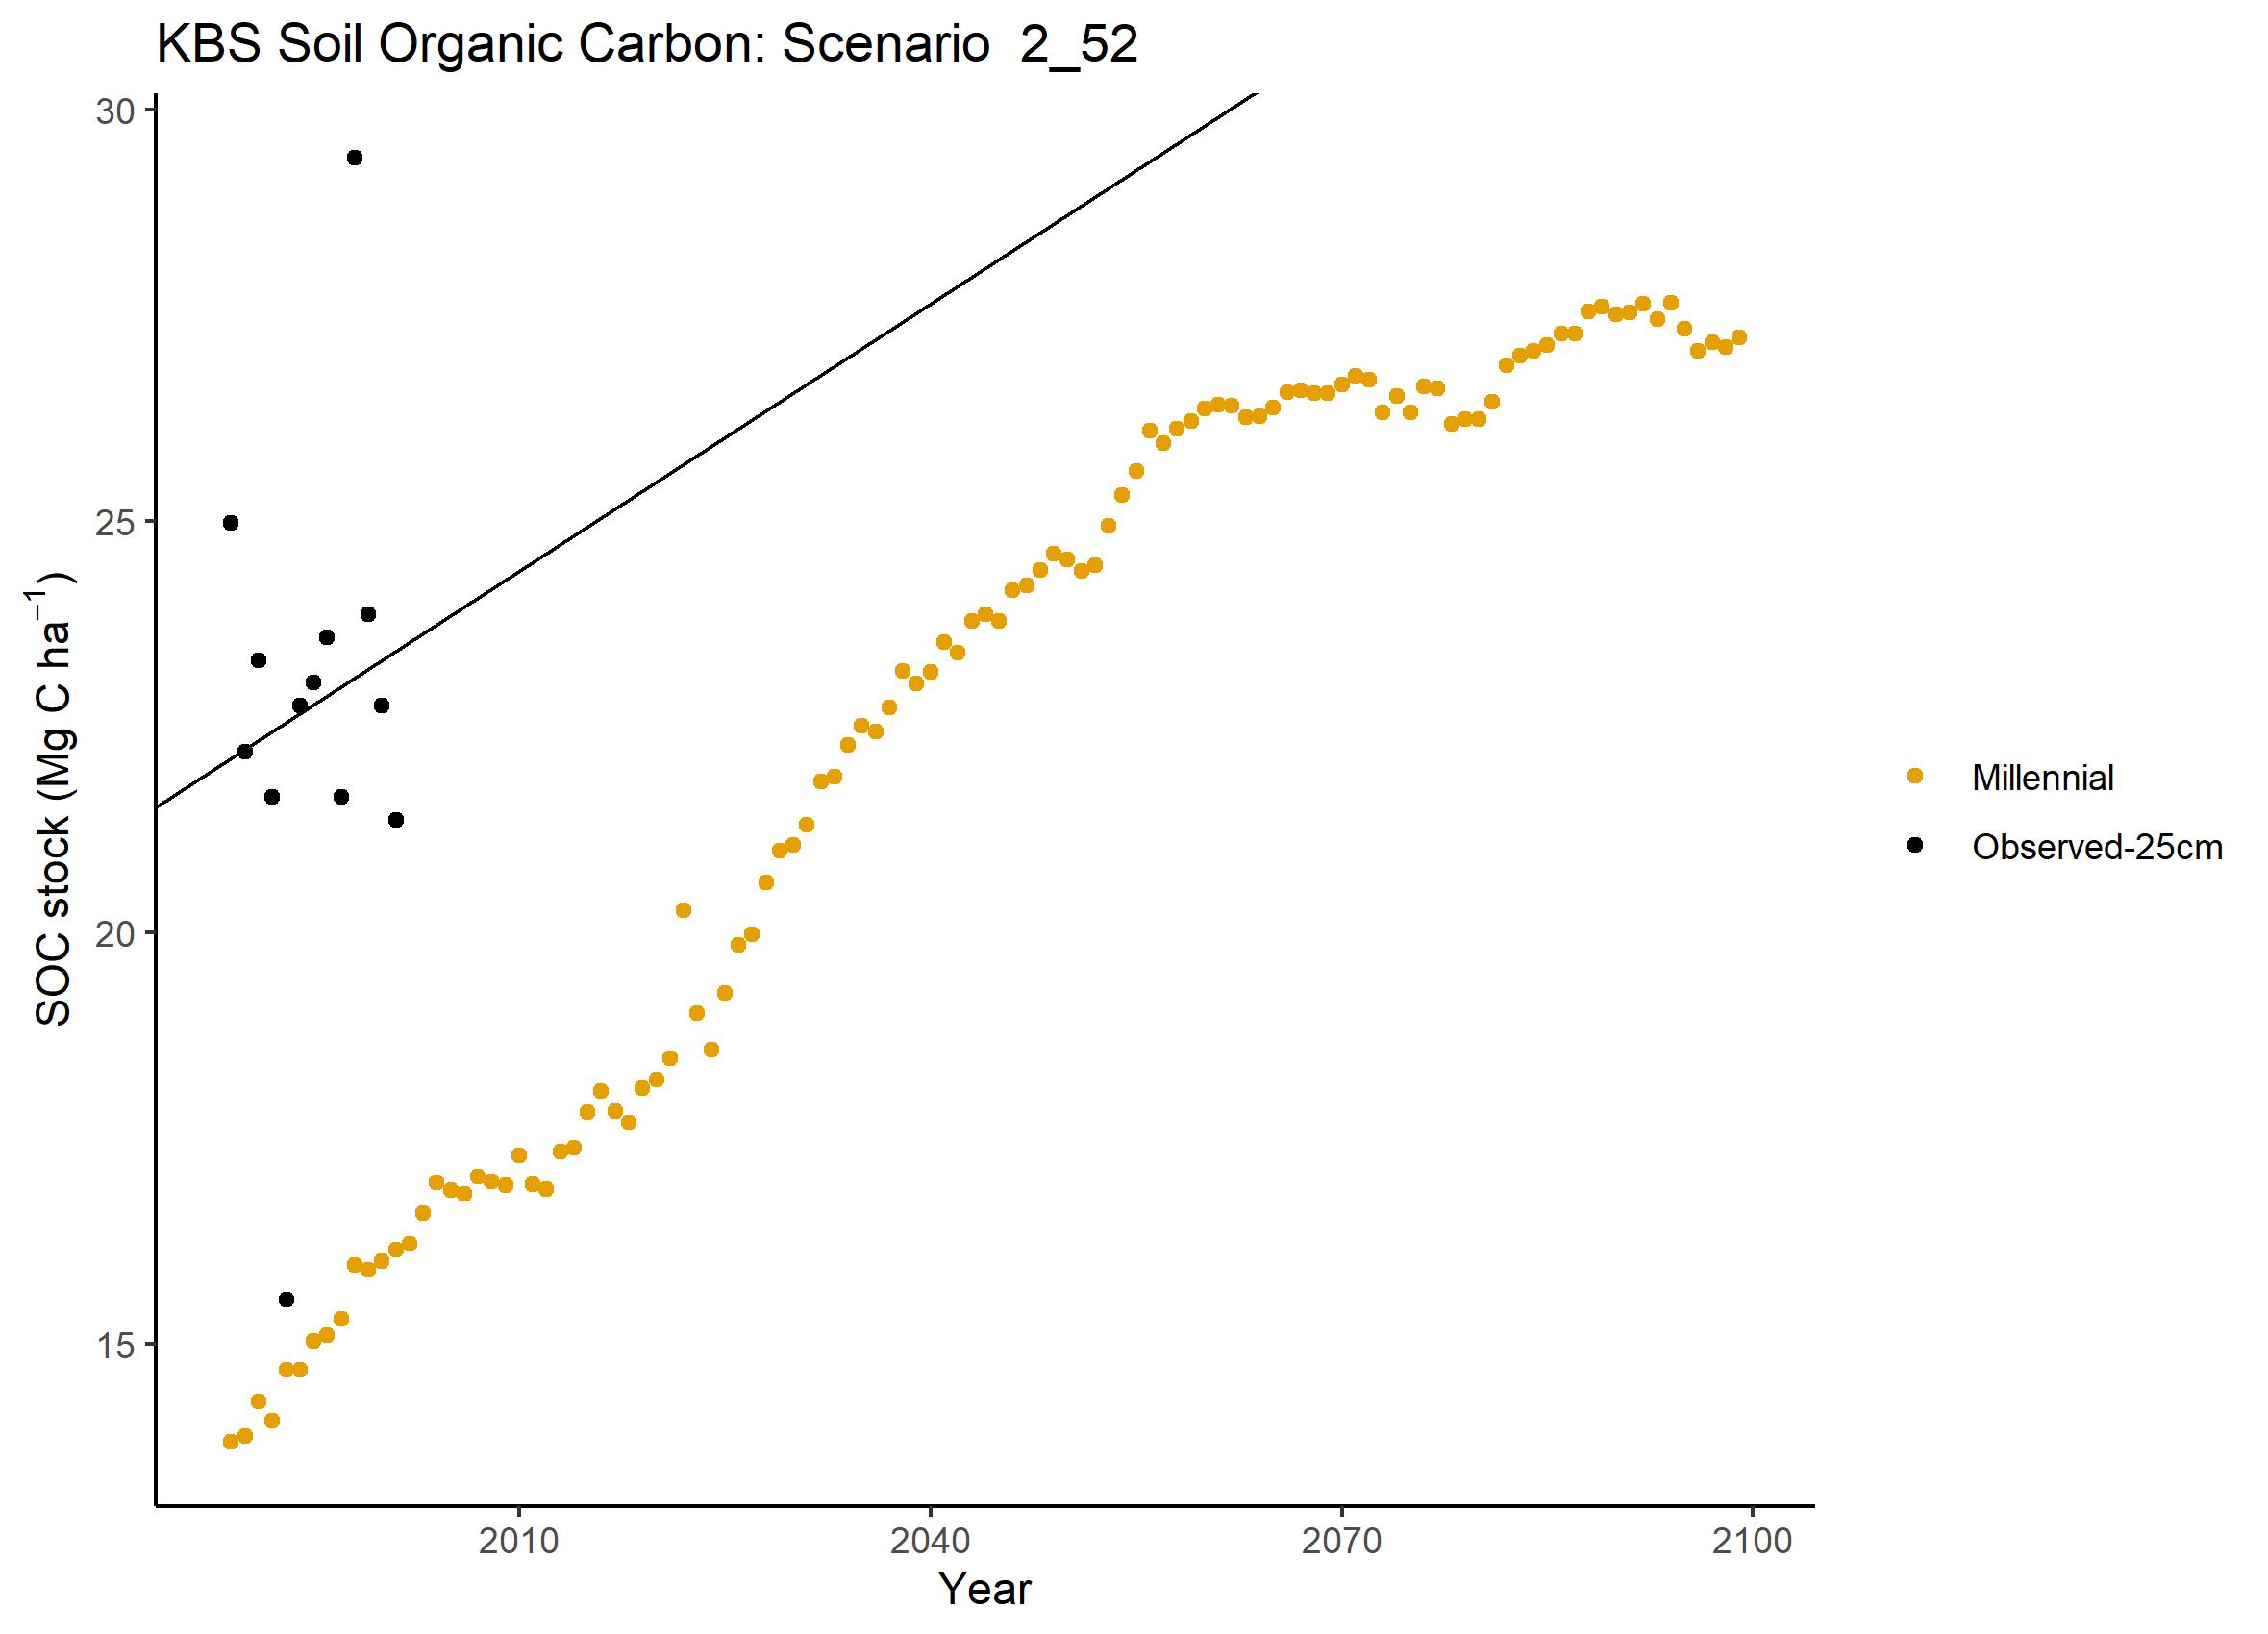 KBS Soil Organic Carbon: Scenario  2_52
SOC stock (Mg C ha⁻¹)
30
25
20
15
2010 2040 2070 2100
Year
Millennial
Observed-25cm